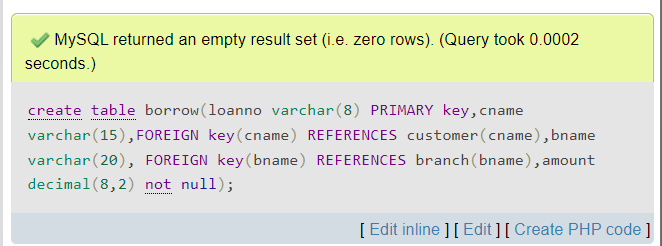 MySQL returned an empty result set (i.e. zero rows). (Query took 0.0002
seconds.)
create table borrow(loanno varchar(8) PRIMARY key,cname
varchar(15),FOREIGN key(cname) REFERENCES customer(cname),bname
varchar(20), FOREIGN key(bname) REFERENCES branch(bname),amount
decimal(8,2) not null);
[ Edit inline ] [ Edit ] [ Create PHP code ]